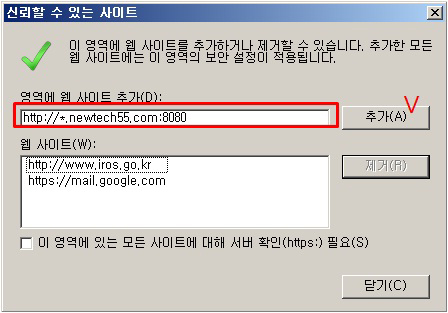 신뢰할 수 있는 사이트
이 영역에 웹 사이트를 추가하거나 제거할 수 있습니다. 추가한 모든
웹 사이트에는 이 영역의 보안 설정이 적용됩니다.
영역에 웹 사이트 추가(D):
http://*.newtech55.com:8080
추가(A)
V
웹 사이트(W):
http://www.iros.go.kr
https://mail.google.com
제거(R)
이 영역에 있는 모든 사이트에 대해 서버 확인(https:) 필요(S)
닫기(C)